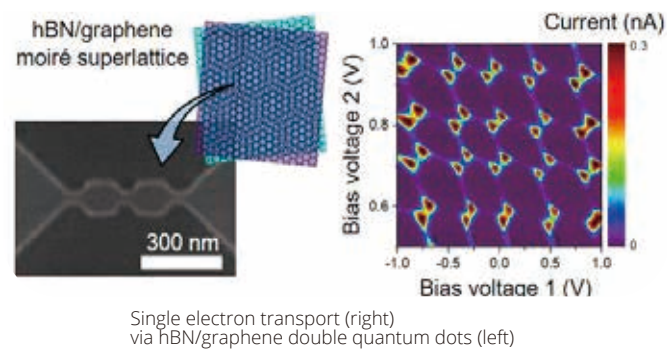 hBN/graphene
moiré superlattice
300 nm
Current (nA)
0.3
0
Bias voltage 2 (V)
1.0
0.8
0.6
-1.0 -0.5 0.0 0.5 1.0
Bias voltage 1 (V)
Single electron transport (right)
via hBN/graphene double quantum dots (left)